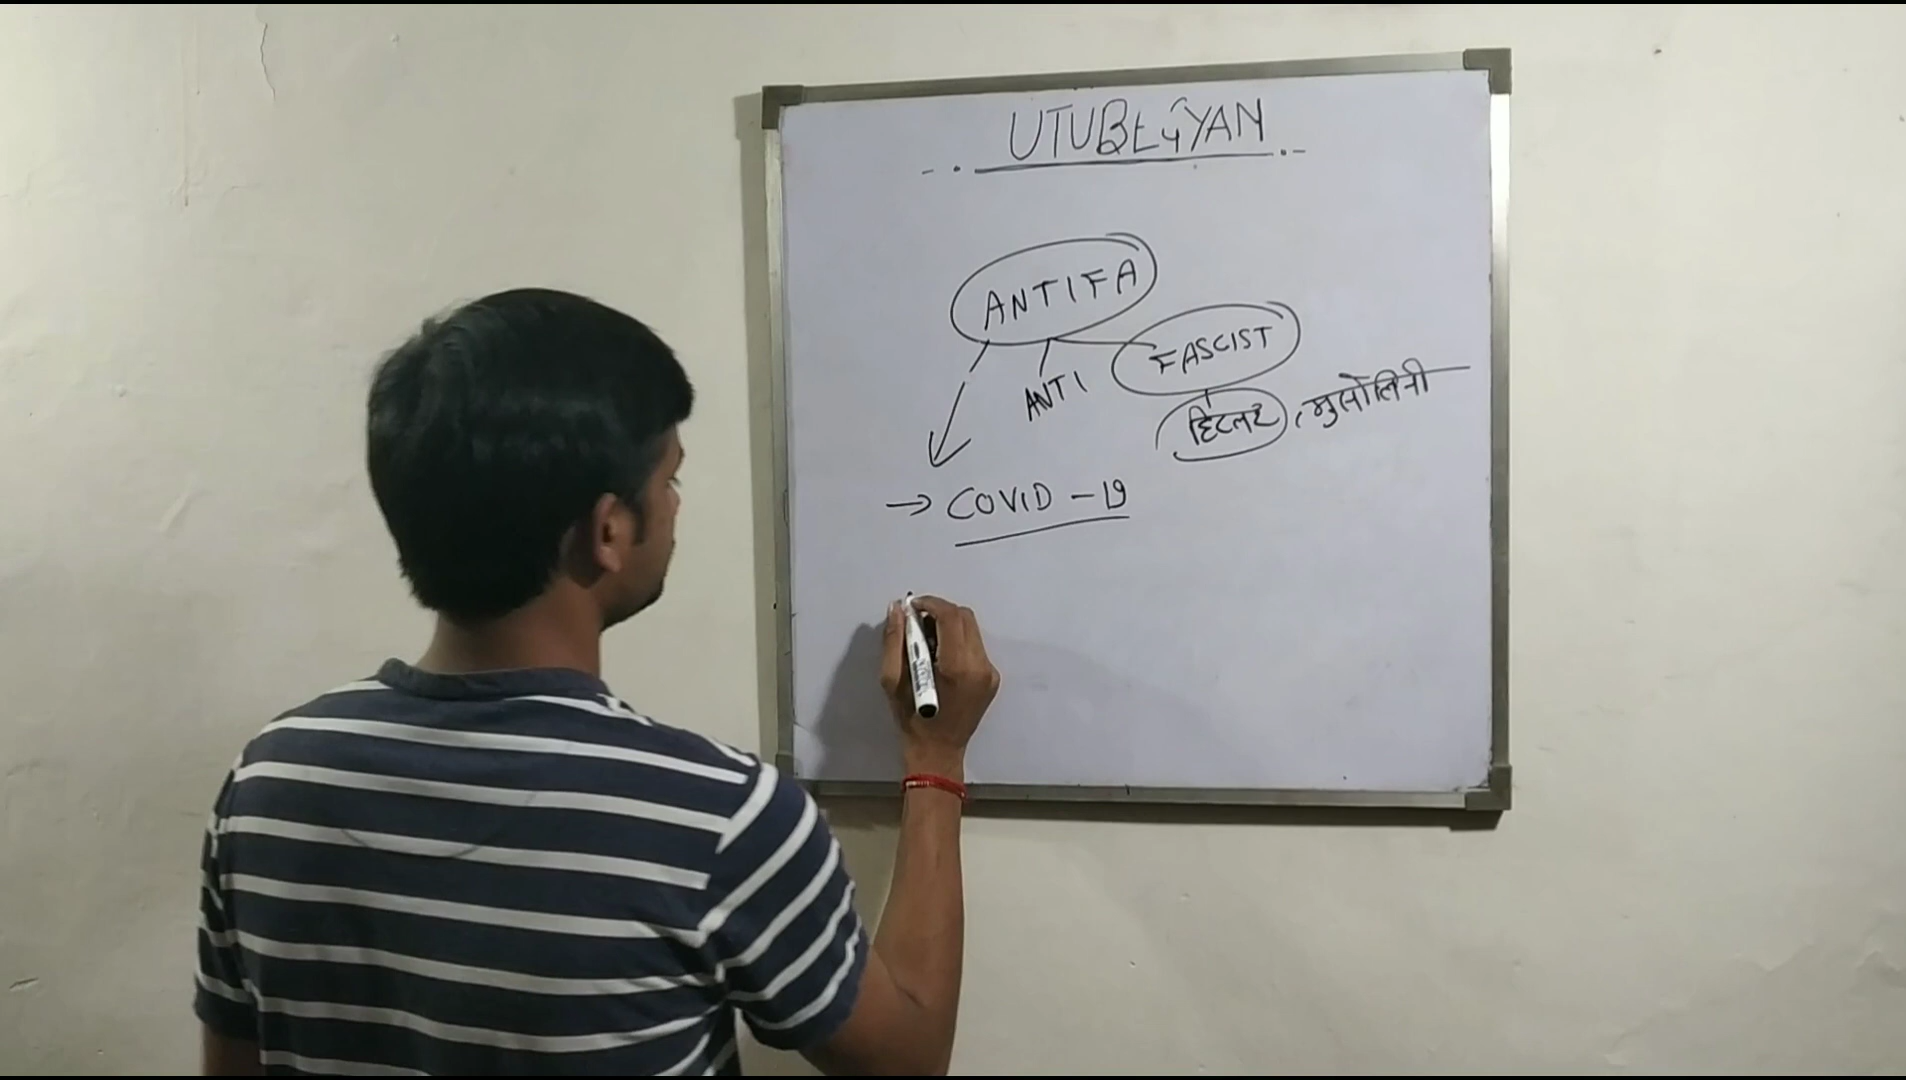 UTUBEGYAN
ANTIFA
ANTI
FASCIST
हिटलर, मुसोलिनी
→ COVID-19